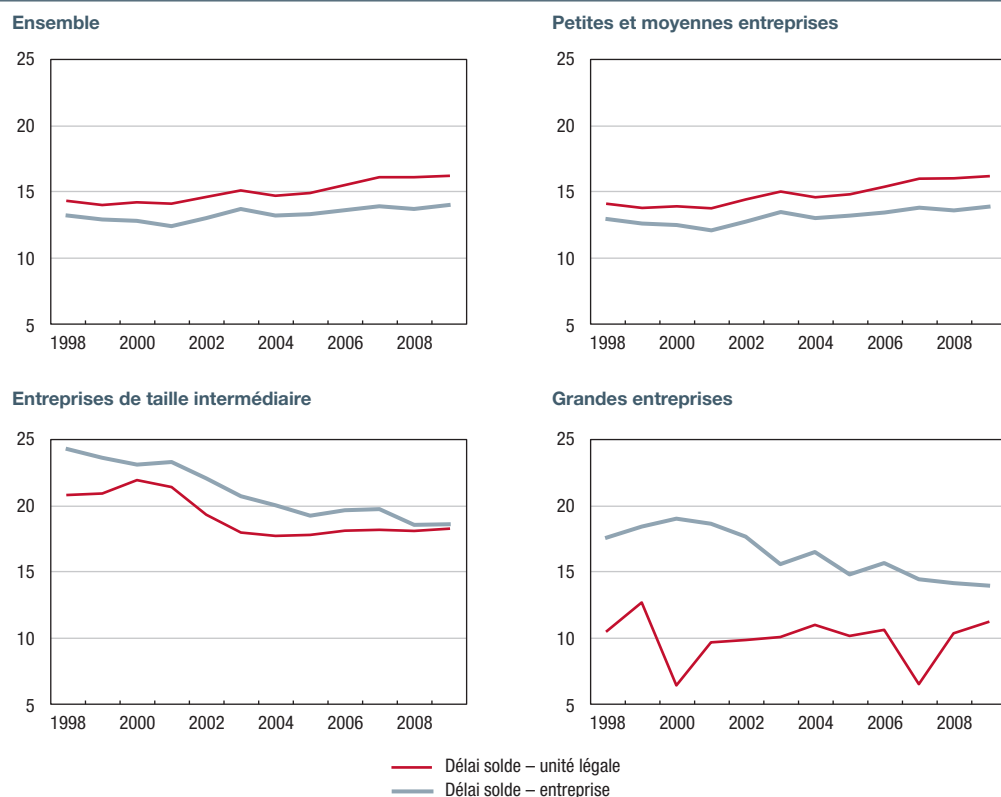 Ensemble
25
20
15
10
5
1998 2000 2002 2004 2006 2008
Petites et moyennes entreprises
25
20
15
10
5
1998 2000 2002 2004 2006 2008
Entreprises de taille intermédiaire
25
20
15
10
5
1998 2000 2002 2004 2006 2008
Grandes entreprises
25
20
15
10
5
1998 2000 2002 2004 2006 2008
Délai solde – unité légale
Délai solde – entreprise